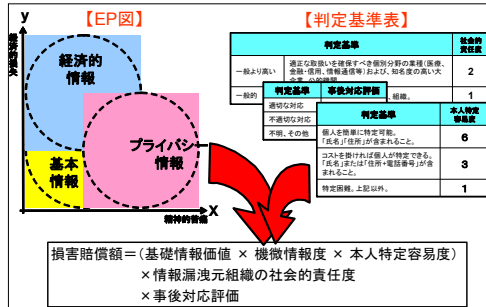 【EP図】
【判定基準表】
y
経済的損失
経済的
情報
プライバシー
情報
基本
情報
X
精神的苦痛
判定基準
社会的
責任度
一般より高い
適正な取扱いを確保すべき個別分野の業種（医療、
金融・信用、情報通信等）および、知名度の高い大
2
一般的
組織。
1
判定基準
事後対応評価
適切な対応
不適切な対応
不明、その他
判定基準
本人特定
容易度
個人を簡単に特定可能。
「氏名」「住所」が含まれること。
6
コストを掛ければ個人が特定できる。
「氏名」または「住所＋電話番号」が含
まれること。
3
特定困難。上記以外。
1
損害賠償額＝（基礎情報価値 × 機微情報度 × 本人特定容易度）
×情報漏洩元組織の社会的責任度
×事後対応評価